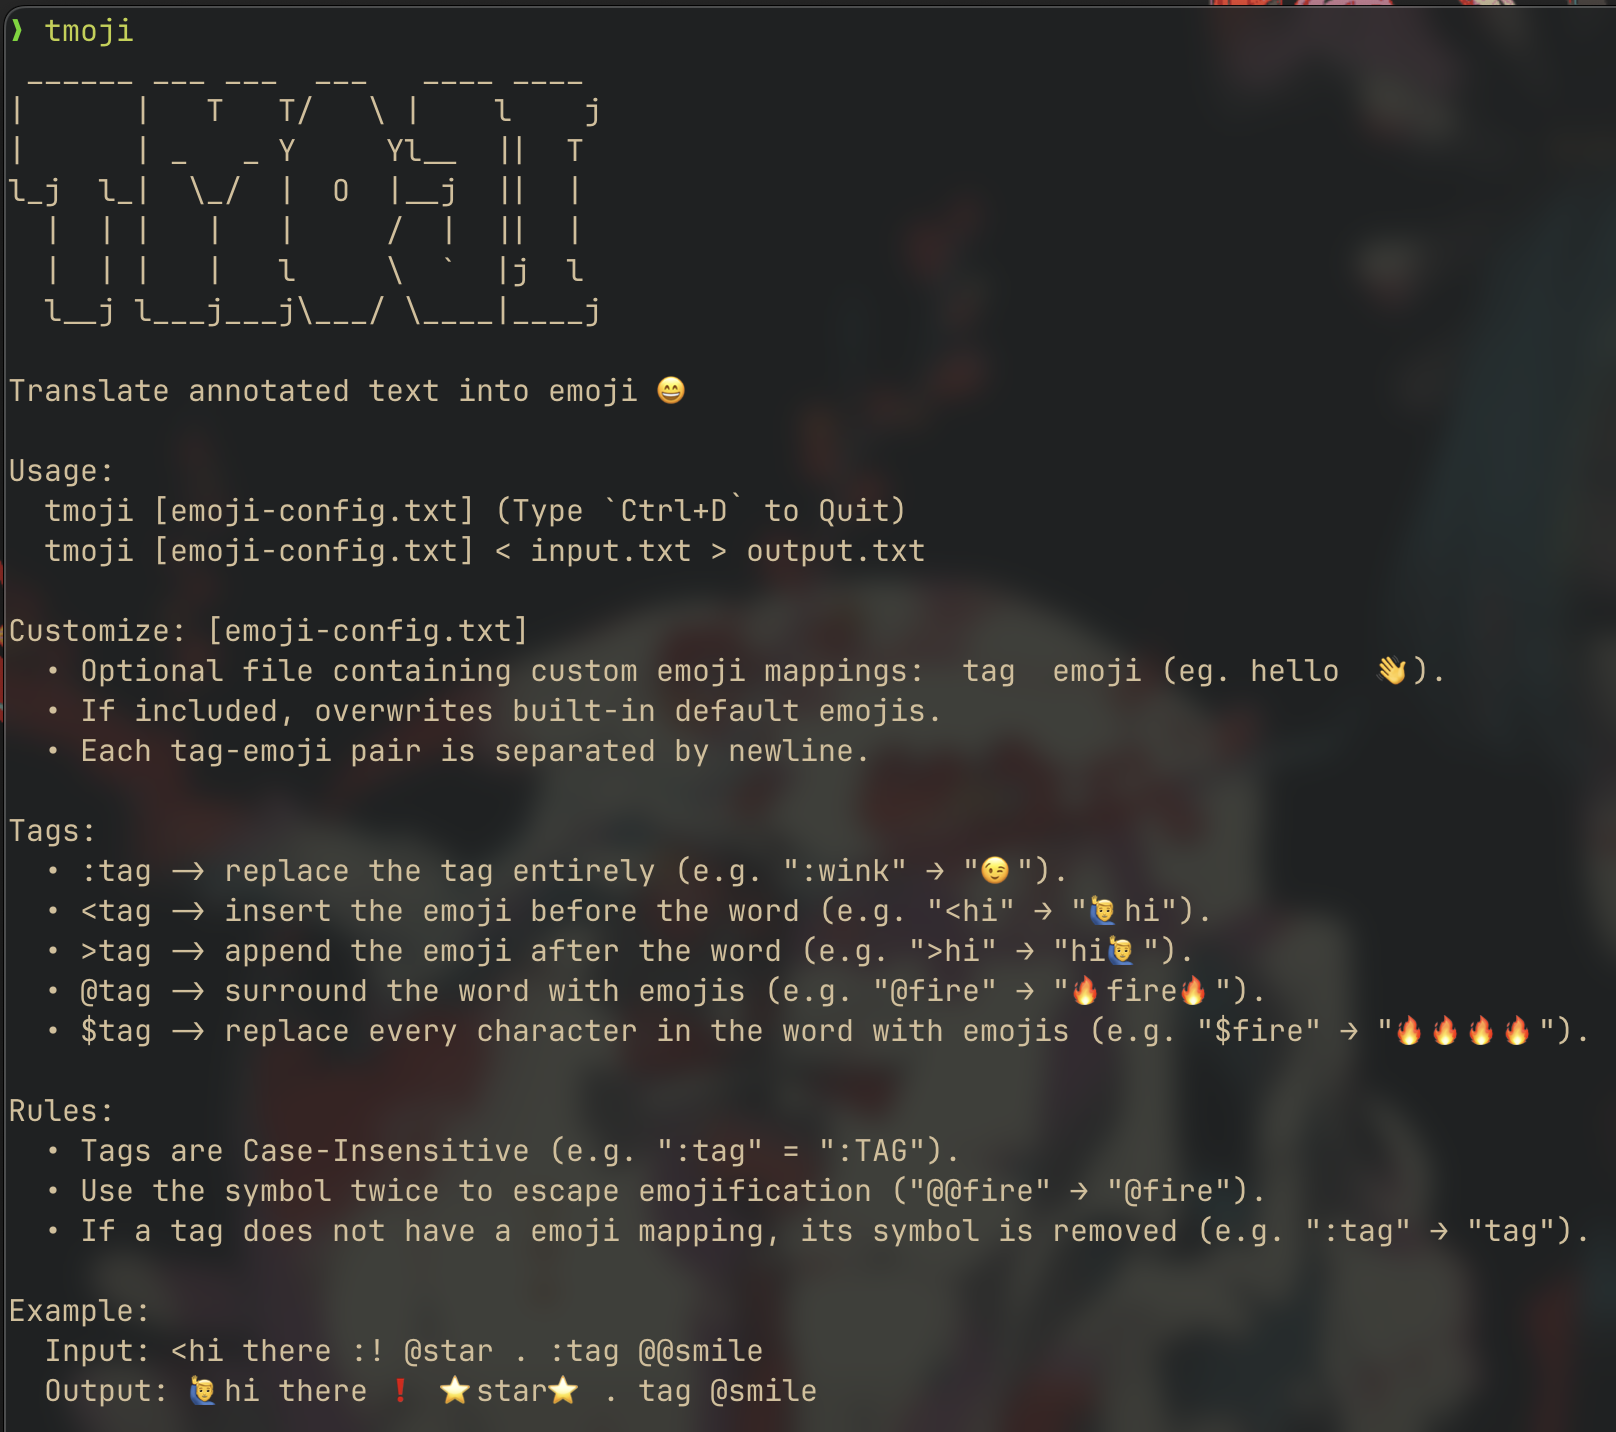 ❯ tmoji
 ______ ___ ___  ___   ____ ____
|      |   T   T/   \ |    l    j
|      | _   _ Y     Yl__  ||  T
l_j  l_|  \_/  |  O  |__j  ||  |
  |  | |   |   |     /  |  ||  |
  |  | |   |   l     \  `  |j  l
  l__j l___j___j\___/ \____|____j
Translate annotated text into emoji 😄
Usage:
  tmoji [emoji-config.txt] (Type `Ctrl+D` to Quit)
  tmoji [emoji-config.txt] < input.txt > output.txt
Customize: [emoji-config.txt]
  • Optional file containing custom emoji mappings:  tag  emoji (eg. hello  👋).
  • If included, overwrites built-in default emojis.
  • Each tag-emoji pair is separated by newline.
Tags:
  • :tag –> replace the tag entirely (e.g. ":wink" → "😉").
  • <tag –> insert the emoji before the word (e.g. "<hi" → "🙋‍♂️hi").
  • >tag –> append the emoji after the word (e.g. ">hi" → "hi🙋‍♂️").
  • @tag –> surround the word with emojis (e.g. "@fire" → "🔥fire🔥").
  • $tag –> replace every character in the word with emojis (e.g. "$fire" → "🔥🔥🔥🔥").
Rules:
  • Tags are Case-Insensitive (e.g. ":tag" = ":TAG").
  • Use the symbol twice to escape emojification ("@@fire" → "@fire").
  • If a tag does not have a emoji mapping, its symbol is removed (e.g. ":tag" → "tag").
Example:
  Input: <hi there :! @star . :tag @@smile
  Output: 🙋‍♂️hi there ❗ ⭐star⭐ . tag @smile